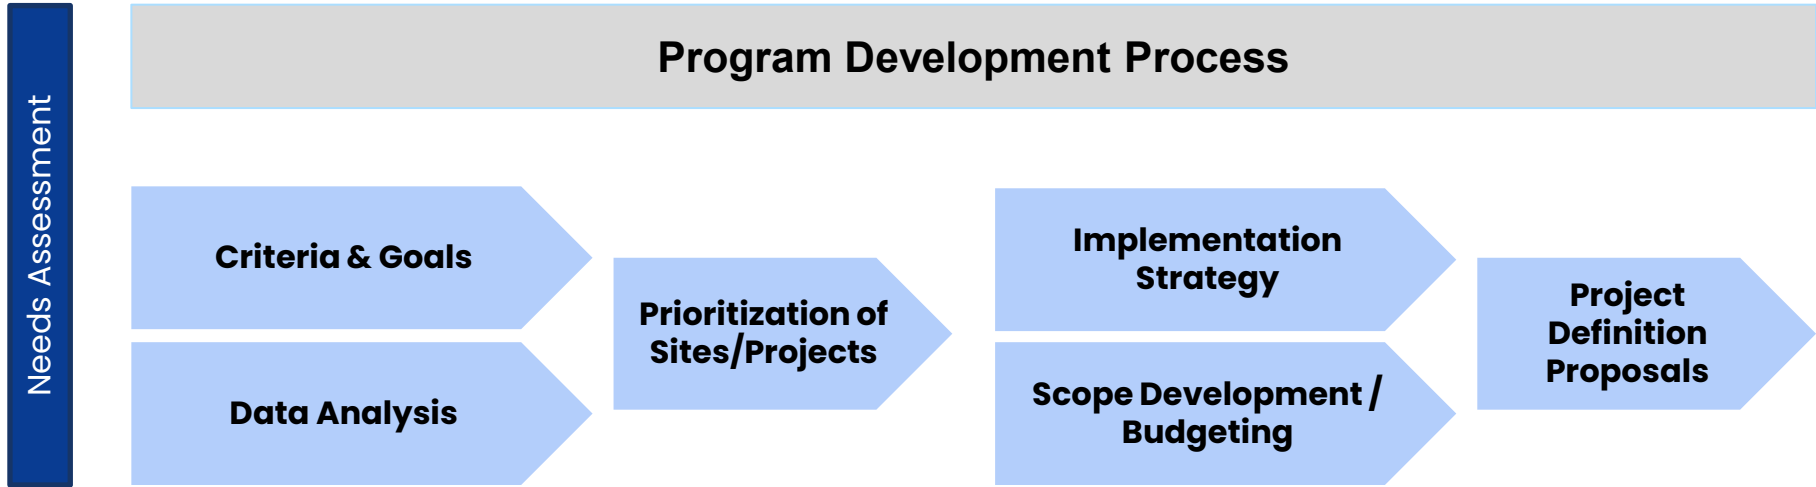 Needs Assessment
Program Development Process
Criteria & Goals
Data Analysis
Prioritization of
Sites/Projects
Implementation
Strategy
Scope Development /
Budgeting
Project
Definition
Proposals